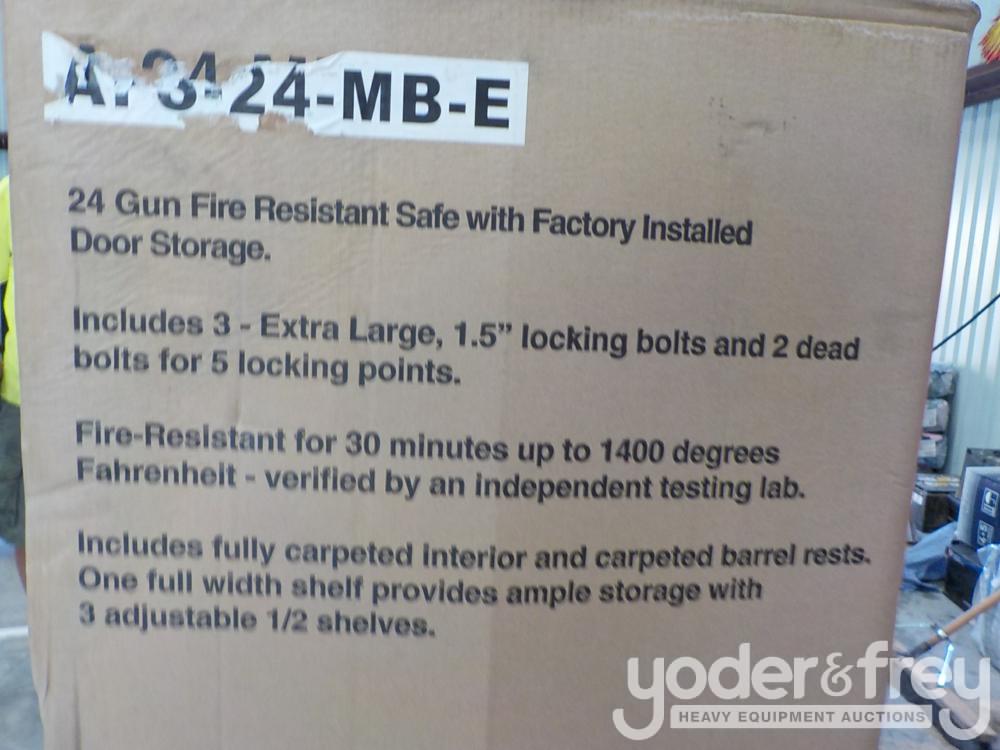 24-MB-E
24 Gun Fire Resistant Safe with Factory Installed
Door Storage.
Includes 3 - Extra Large, 1.5” locking bolts and 2 dead
bolts for 5 locking points.
Fire-Resistant for 30 minutes up to 1400 degrees
Fahrenheit - verified by an independent testing lab.
Includes fully carpeted interior and carpeted barrel rests.
One full width shelf provides ample storage with
3 adjustable 1/2 shelves.
yoder&frey
HEAVY EQUIPMENT AUCTIONS